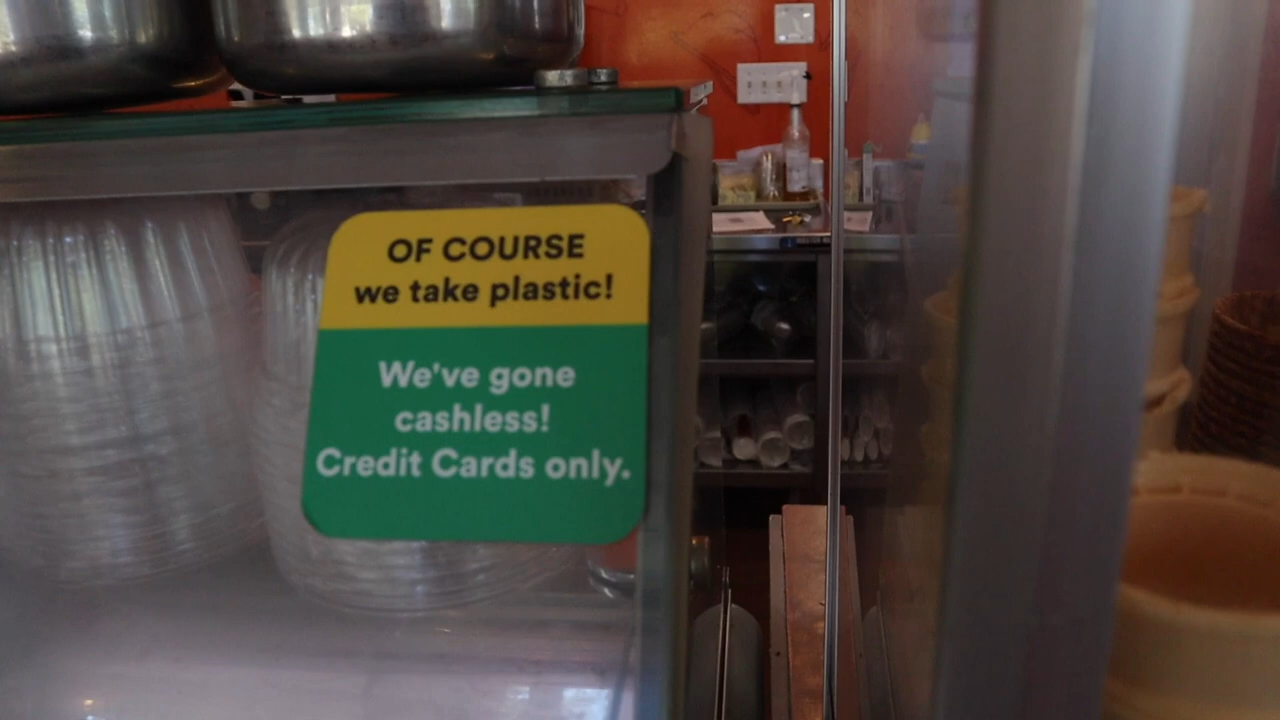 OF COURSE
we take plastic!
We've gone
cashless!
Credit Cards only.